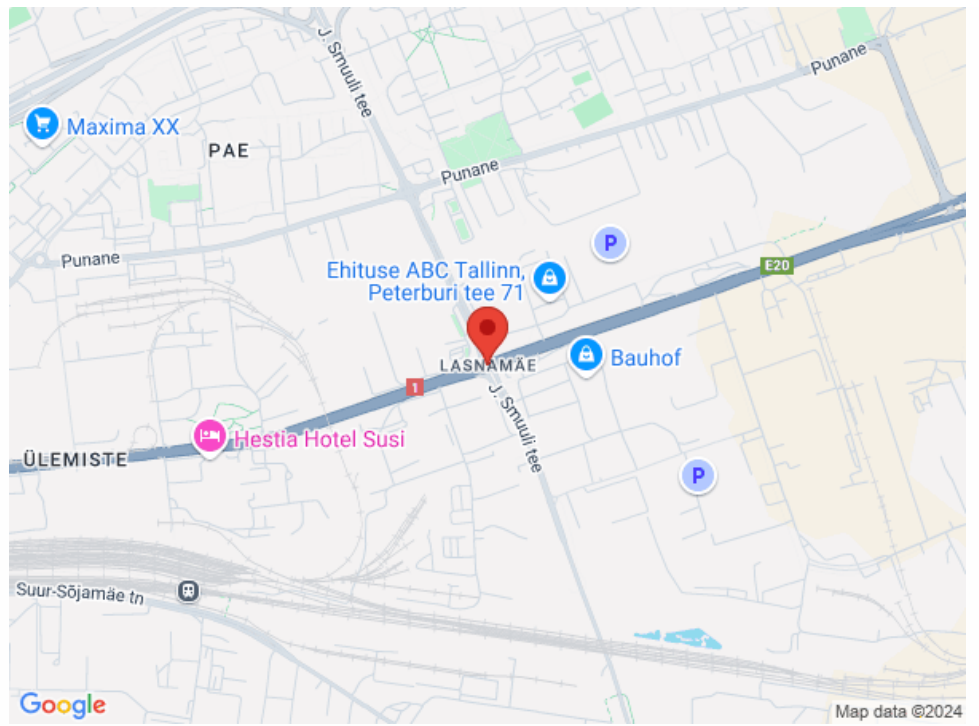 J. Smuuli tee
Punane
Maxima XX
PAE
Punane
P
Punane
Ehituse ABC Tallinn,
Peterburi tee 71
E20
LASNAMÄE
Bauhof
1
J. Smuuli tee
Hestia Hotel Susi
ÜLEMISTE
P
Suur-Sõjamäe tn
Google
Map data ©2024